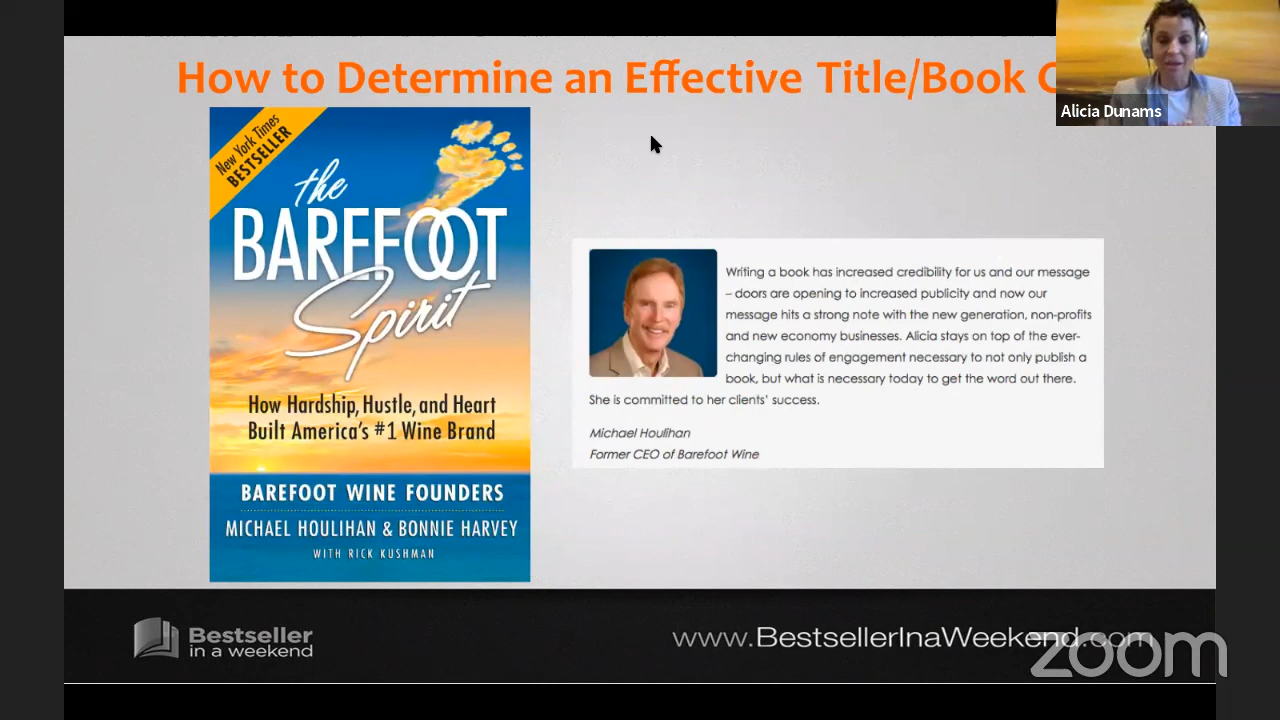 How to Determine an Effective Title/Book
Alicia Dunams
New York Times
BESTSELLER
the
BAREFOOT
Spirit
How Hardship, Hustle, and Heart
Built America's #1 Wine Brand
BAREFOOT WINE FOUNDERS
MICHAEL HOULIHAN & BONNIE HARVEY
WITH RICK KUSHMAN
Writing a book has increased credibility for us and our message
– doors are opening to increased publicity and now our
message hits a strong note with the new generation, non-profits
and new economy businesses. Alicia stays on top of the ever-
changing rules of engagement necessary to not only publish a
book, but what is necessary today to get the word out there.
She is committed to her clients' success.
Michael Houlihan
Former CEO of Barefoot Wine
Bestseller
in a weekend
www.BestsellerInaWeekend.com
zoom